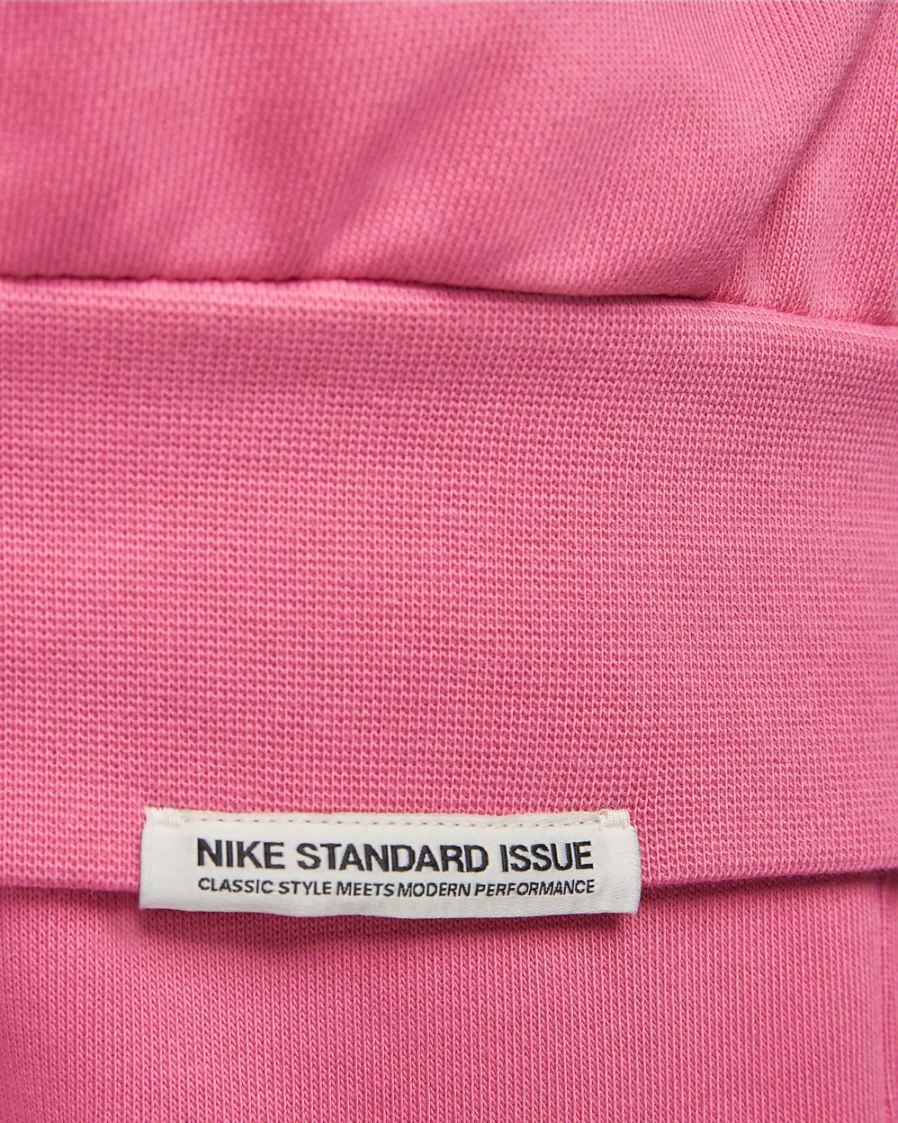 NIKE STANDARD ISSUE
CLASSIC STYLE MEETS MODERN PERFORMANCE